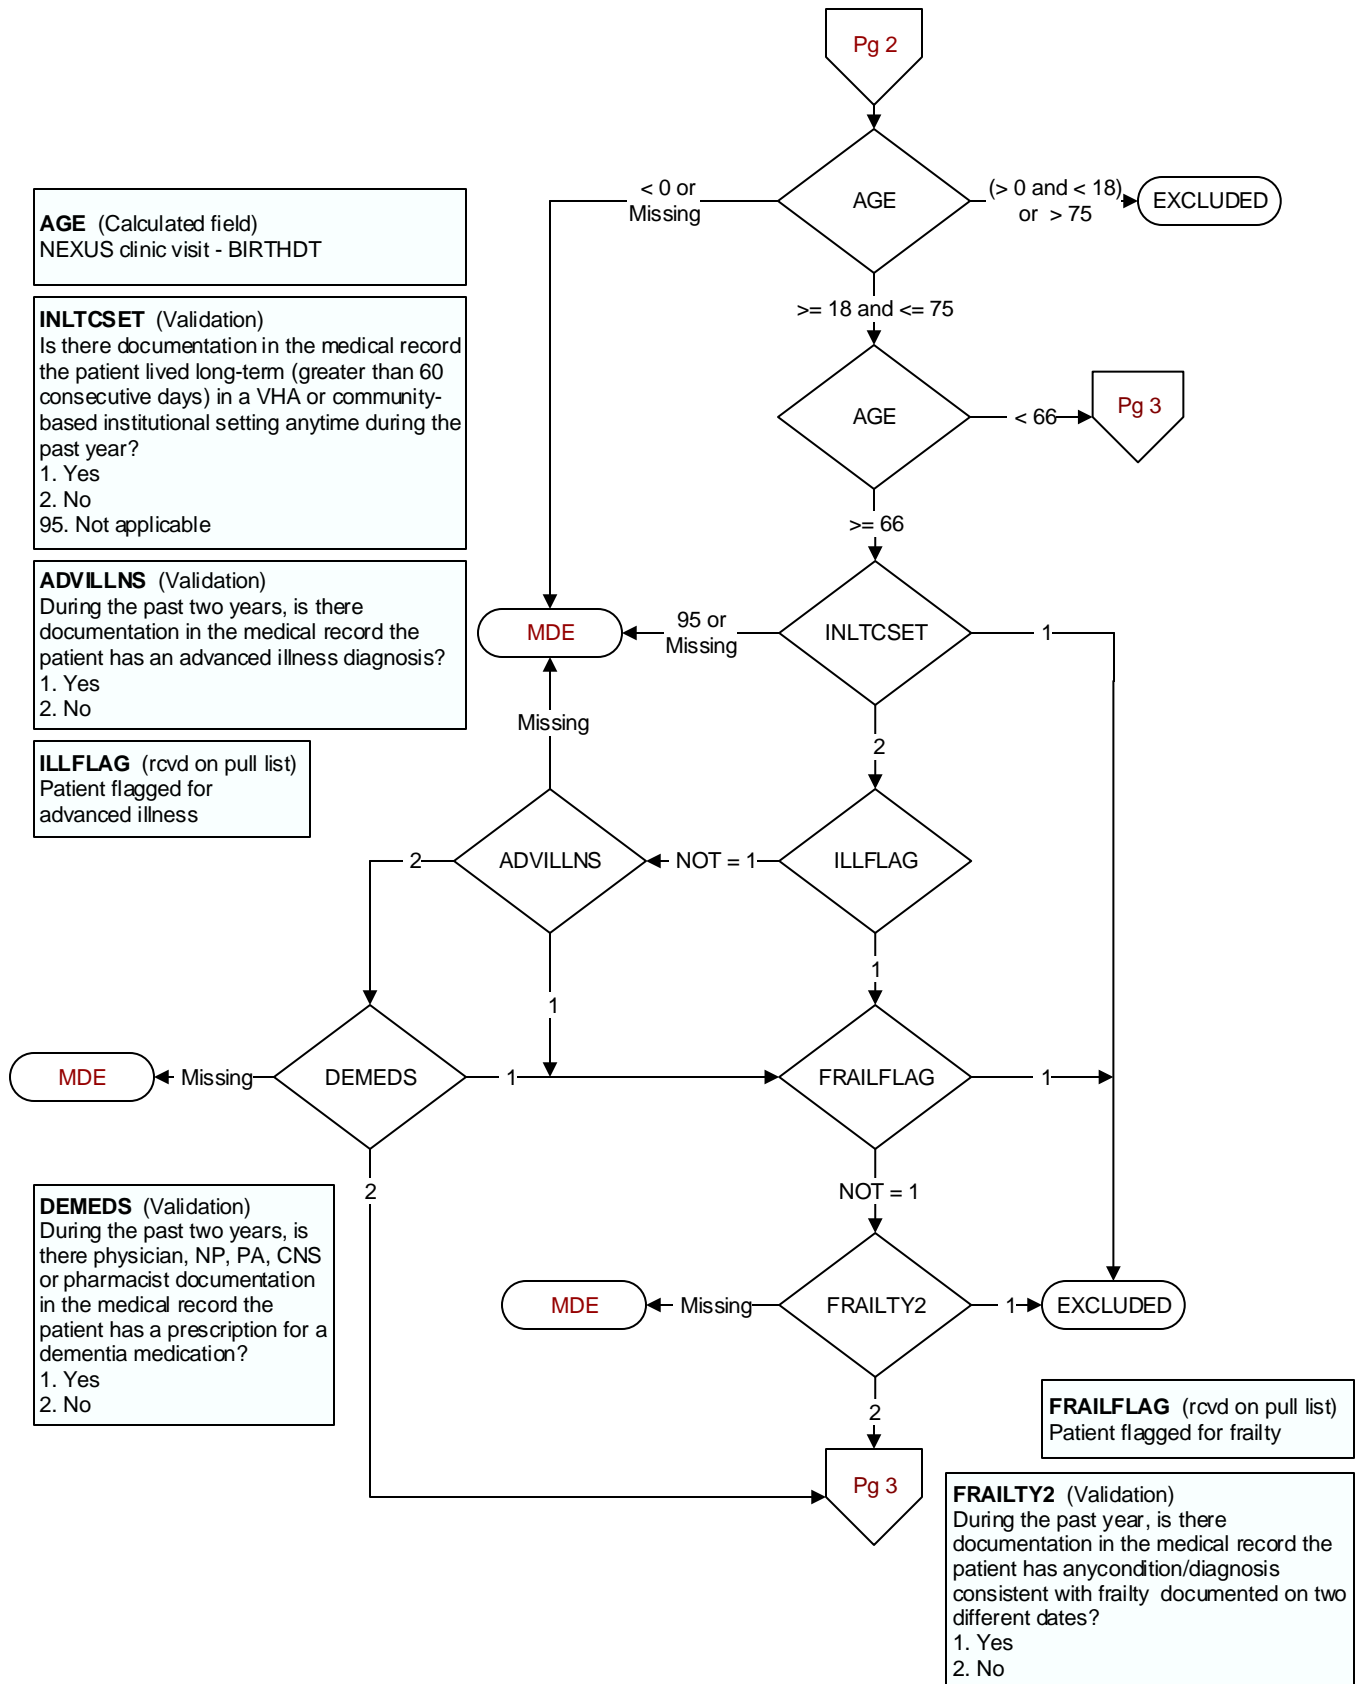 Pg 2
AGE
< 0 or
Missing
(> 0 and < 18)
or > 75
EXCLUDED
>= 18 and <= 75
AGE
< 66
Pg 3
>= 66
INLTCSET
95 or
Missing
MDE
1
2
Missing
ILLFLAG
NOT = 1
ADVILLNS
2
1
1
DEMEDS
Missing
MDE
1
FRAILFLAG
1
2
NOT = 1
FRAILTY2
Missing
MDE
1
EXCLUDED
2
Pg 3
AGE (Calculated field)
NEXUS clinic visit - BIRTHDT
INLTCSET (Validation)
Is there documentation in the medical record
the patient lived long-term (greater than 60
consecutive days) in a VHA or community-
based institutional setting anytime during the
past year?
1. Yes
2. No
95. Not applicable
ADVILLNS (Validation)
During the past two years, is there
documentation in the medical record the
patient has an advanced illness diagnosis?
1. Yes
2. No
ILLFLAG (rcvd on pull list)
Patient flagged for
advanced illness
DEMEDS (Validation)
During the past two years, is
there physician, NP, PA, CNS
or pharmacist documentation
in the medical record the
patient has a prescription for a
dementia medication?
1. Yes
2. No
FRAILFLAG (rcvd on pull list)
Patient flagged for frailty
FRAILTY2 (Validation)
During the past year, is there
documentation in the medical record the
patient has anycondition/diagnosis
consistent with frailty documented on two
different dates?
1. Yes
2. No